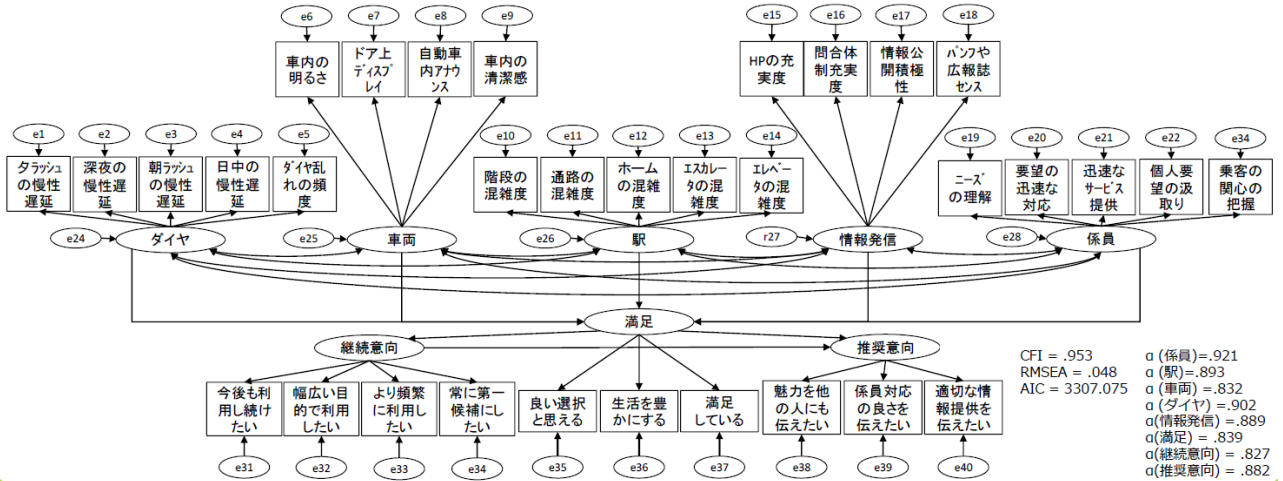 e6
e7
e8
e9
e15
e16
e17
e18
車内の
明るさ
ドア上
ディスプ
レイ
自動車
内アナウ
ンス
車内の
清潔感
HPの充
実度
問合体
制充実
度
情報公
開積極
性
パンフや
広報誌
センス
e1
e2
e3
e4
e5
e10
e11
e12
e13
e14
e19
e20
e21
e22
e34
夕ラッシュ
の慢性
遅延
深夜の
慢性遅
延
朝ラッシュ
の慢性
遅延
日中の
慢性遅
延
ダイヤ乱
れの頻
度
階段の
混雑度
通路の
混雑度
ホーム
の混雑
度
エスカレー
タの混
雑度
エレベー
タの混
雑度
ニーズ
の理解
要望の
迅速な
対応
迅速な
サービス
提供
個人要
望の汲
取り
乗客の
関心の
把握
e24
ダイヤ
e25
車両
e26
駅
r27
情報発信
e28
係員
満足
継続意向
推奨意向
今後も利
用し続け
たい
幅広い目
的で利用
したい
より頻繁
に利用し
たい
常に第一
候補にし
たい
良い選択
と思える
生活を豊
かにする
満足
している
魅力を他
の人にも
伝えたい
係員対応
の良さを
伝えたい
適切な情
報提供を
伝えたい
e31
e32
e33
e34
e35
e36
e37
e38
e39
e40
CFI = .953
RMSEA = .048
AIC = 3307.075
α (係員)=.921
α (駅)=.893
α (車両) =.832
α (ダイヤ) =.902
α(情報発信) =.889
α(満足) = .839
α(継続意向) = .827
α(推奨意向) = .882